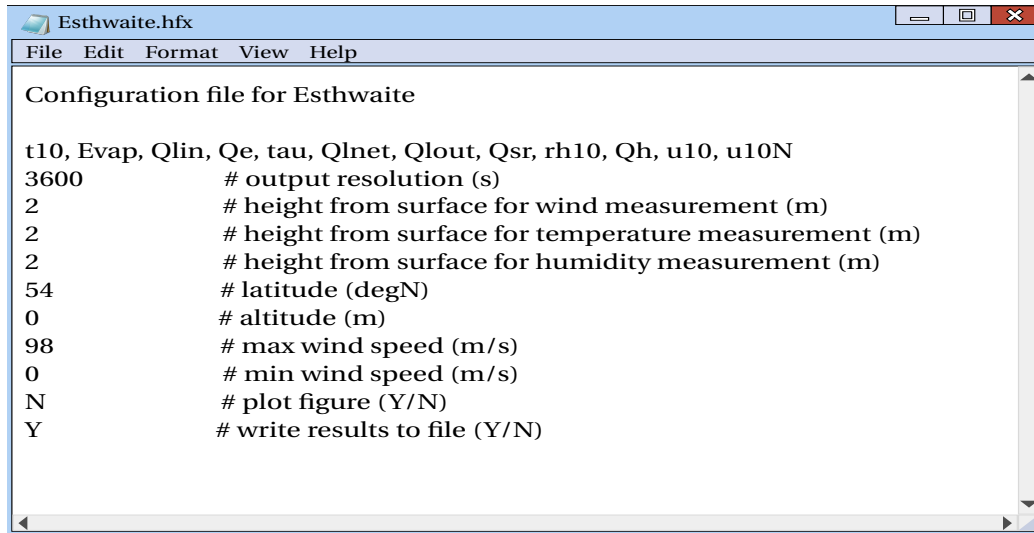 Esthwaite.hfx
File Edit Format View Help
Configuration file for Esthwaite
t10, Evap, Qlin, Qe, tau, Qlnet, Qlout, Qsr, rh10, Qh, u10, u10N
3600 # output resolution (s)
2 # height from surface for wind measurement (m)
2 # height from surface for temperature measurement (m)
2 # height from surface for humidity measurement (m)
54 # latitude (degN)
0 # altitude (m)
98 # max wind speed (m/s)
0 # min wind speed (m/s)
N # plot figure (Y/N)
Y # write results to file (Y/N)